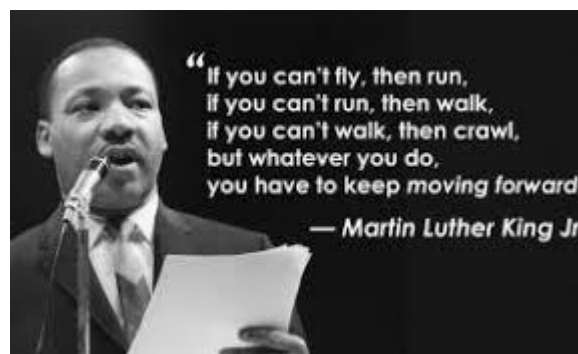 “If you can't fly, then run,
if you can't run, then walk,
if you can't walk, then crawl,
but whatever you do,
you have to keep moving forward
— Martin Luther King Jr